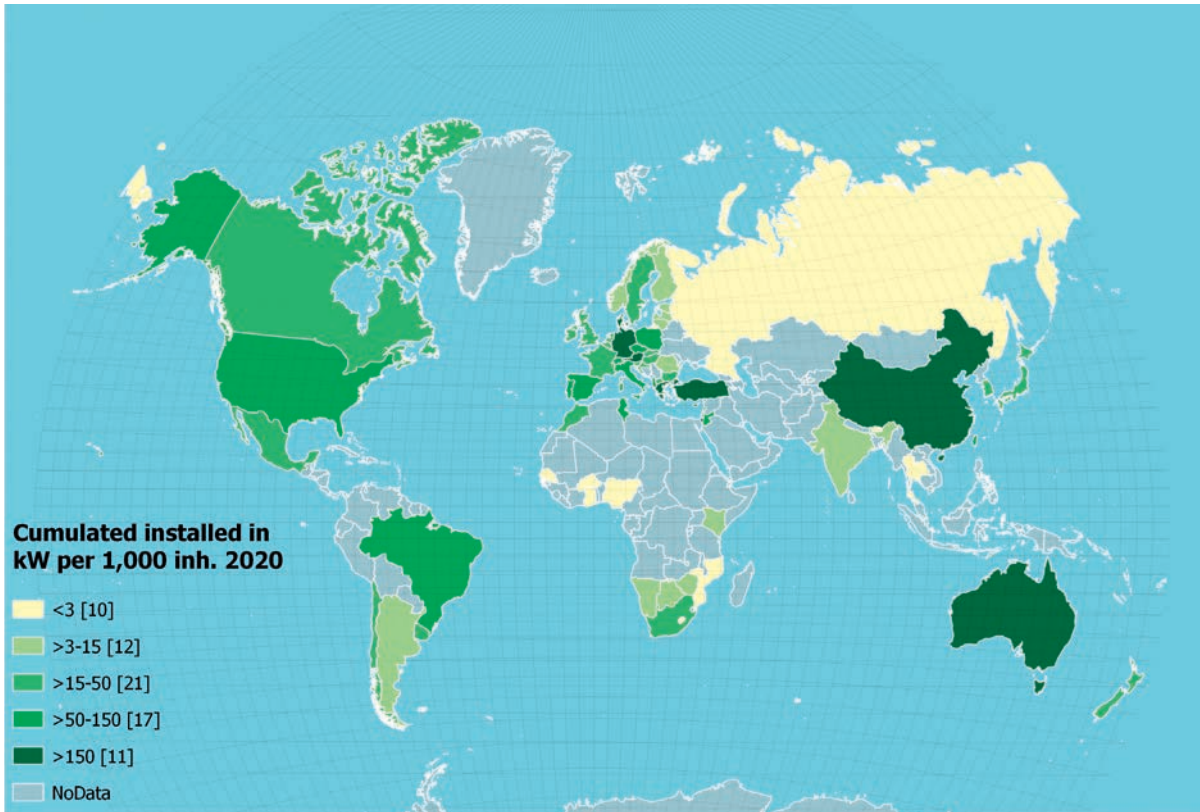 Cumulated installed in
kW per 1,000 inh. 2020
<3 [10]
>3-15 [12]
>15-50 [21]
>50-150 [17]
>150 [11]
NoData